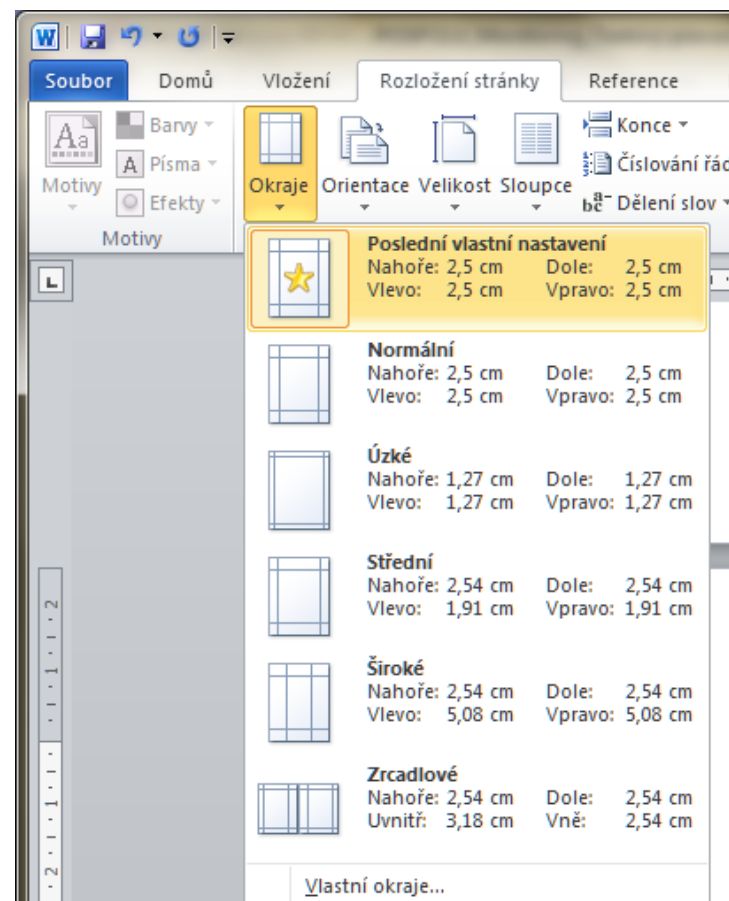 Soubor Domů Vložení Rozložení stránky Reference
Motivy
Barvy
Písma
Efekty
Motivy
Okraje Orientace Velikost Sloupce
Konce
Číslování řád
Dělení slov
Poslední vlastní nastavení
Nahoře: 2,5 cm Dole: 2,5 cm
Vlevo: 2,5 cm Vpravo: 2,5 cm
Normální
Nahoře: 2,5 cm Dole: 2,5 cm
Vlevo: 2,5 cm Vpravo: 2,5 cm
Úzké
Nahoře: 1,27 cm Dole: 1,27 cm
Vlevo: 1,27 cm Vpravo: 1,27 cm
Střední
Nahoře: 2,54 cm Dole: 2,54 cm
Vlevo: 1,91 cm Vpravo: 1,91 cm
Široké
Nahoře: 2,54 cm Dole: 2,54 cm
Vlevo: 5,08 cm Vpravo: 5,08 cm
Zrcadlové
Nahoře: 2,54 cm Dole: 2,54 cm
Uvnitř: 3,18 cm Vně: 2,54 cm
Vlastní okraje...
2
1
1
2